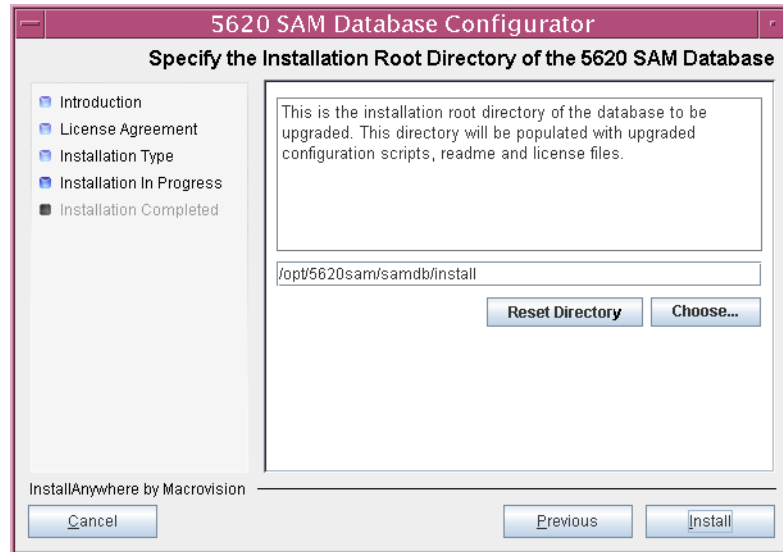 5620 SAM Database Configurator
Specify the Installation Root Directory of the 5620 SAM Database
Introduction
License Agreement
Installation Type
Installation In Progress
Installation Completed
This is the installation root directory of the database to be
upgraded. This directory will be populated with upgraded
configuration scripts, readme and license files.
/opt/5620sam/samdb/install
Reset Directory
Choose...
InstallAnywhere by Macrovision
Cancel
Previous
Install